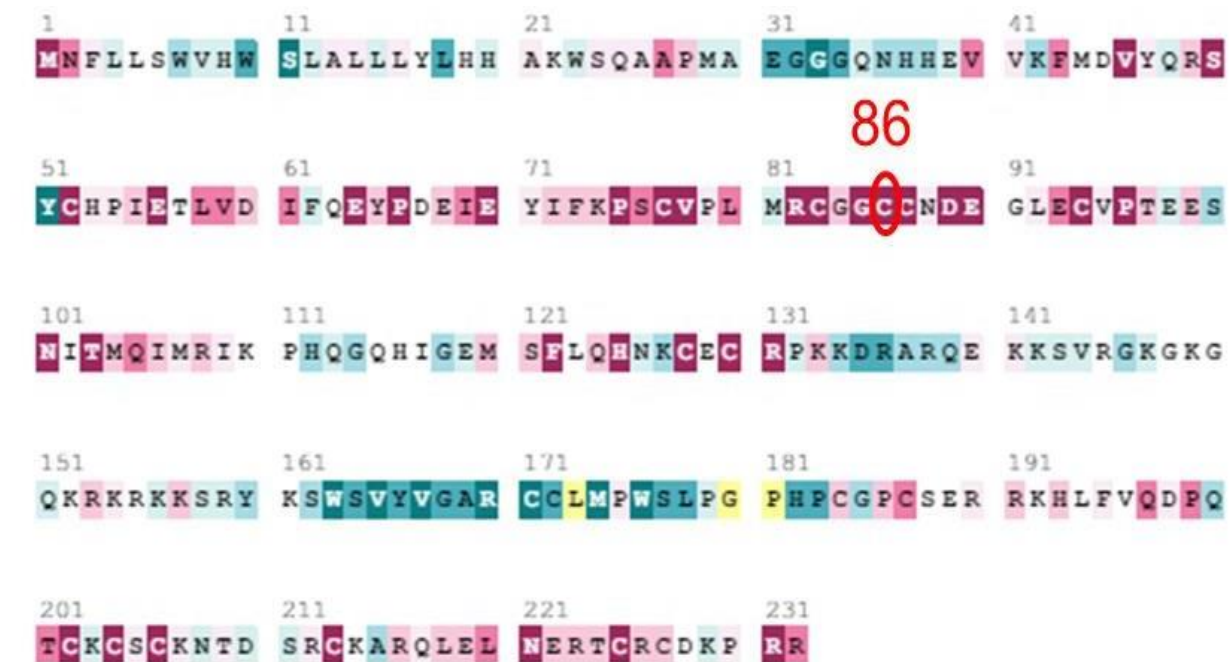 1 11 21 31 41
MNFLLSWVHW SLALLLYLHH AKWSQAAPMA EGGGQNHHEV VKFMDVYQRS
86
51 61 71 81 91
YCHPIETLVD IFQEYPDEIE YIFKPSCVPL MRCGGCCNDE GLECVPTEES
101 111 121 131 141
NITMQIMRIK PHQGQHIGEM SFLQHNKCEC RPKKDRARQE KKSVRGKGKG
151 161 171 181 191
QKRKRKKSRY KSWSVYVGAR CCLMPWSLPG PHPCGPCSER RKHLFVQDPQ
201 211 221 231
TCKCSCKNTD SRCKARQLEL NERTCRCDKP RR